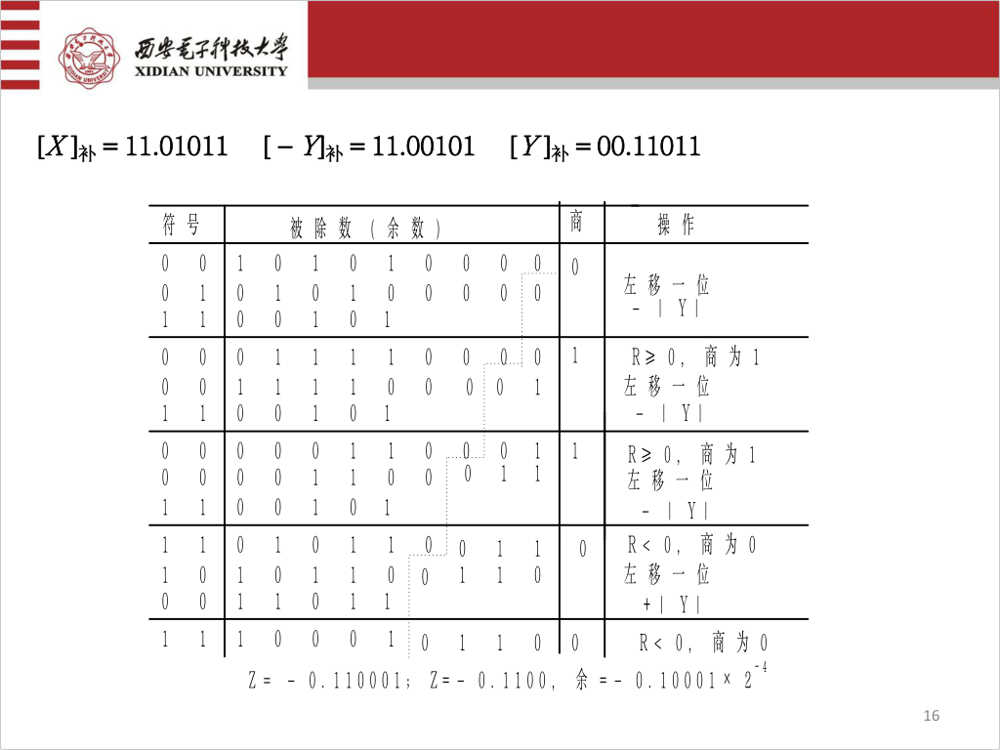 西安电子科技大学
XIDIAN UNIVERSITY
[X]补 = 11.01011 [− Y]补 = 11.00101 [Y]补 = 00.11011
符号 被除数(余数) 商 操作
0 0 1 0 1 0 1 0 0 0 0 0
0 1 0 1 0 1 0 0 0 0 0 左移一位
1 1 0 0 1 0 1 - | Y|
0 0 0 1 1 1 1 0 0 0 0 1 R≥0, 商为1
0 0 1 1 1 1 0 0 0 0 1 左移一位
1 1 0 0 1 0 1 - | Y|
0 0 0 0 0 1 1 0 0 0 1 1 R≥0, 商为1
0 0 0 0 1 1 0 0 0 1 1 左移一位
1 1 0 0 1 0 1 - | Y|
1 1 0 1 0 1 1 0 0 1 1 0 R<0, 商为0
1 0 1 0 1 1 0 0 1 1 0 左移一位
0 0 1 1 0 1 1 +| Y|
1 1 1 0 0 0 1 0 1 1 0 0 R<0, 商为0
Z= -0.110001; Z=-0.1100, 余=-0.10001×2⁻⁴
16